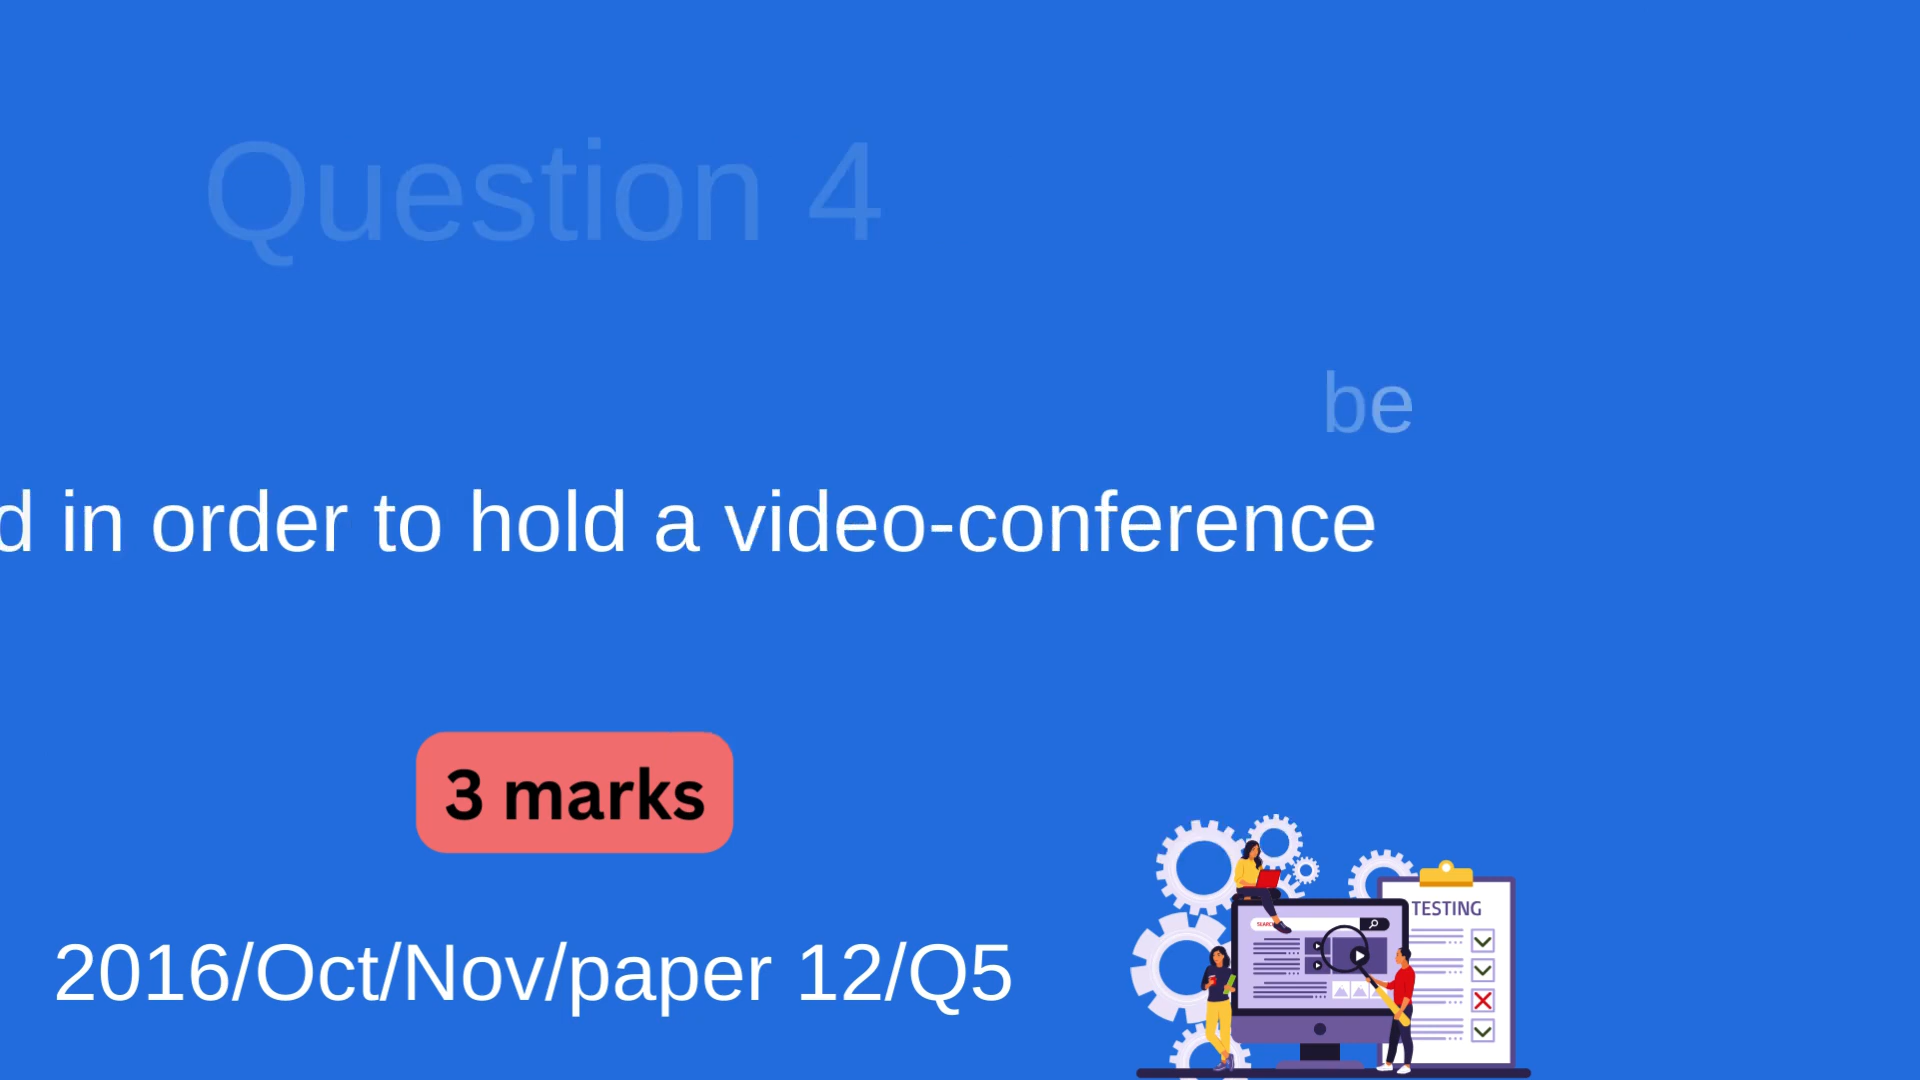 Question 4
be
d in order to hold a video-conference
3 marks
2016/Oct/Nov/paper 12/Q5
TESTING